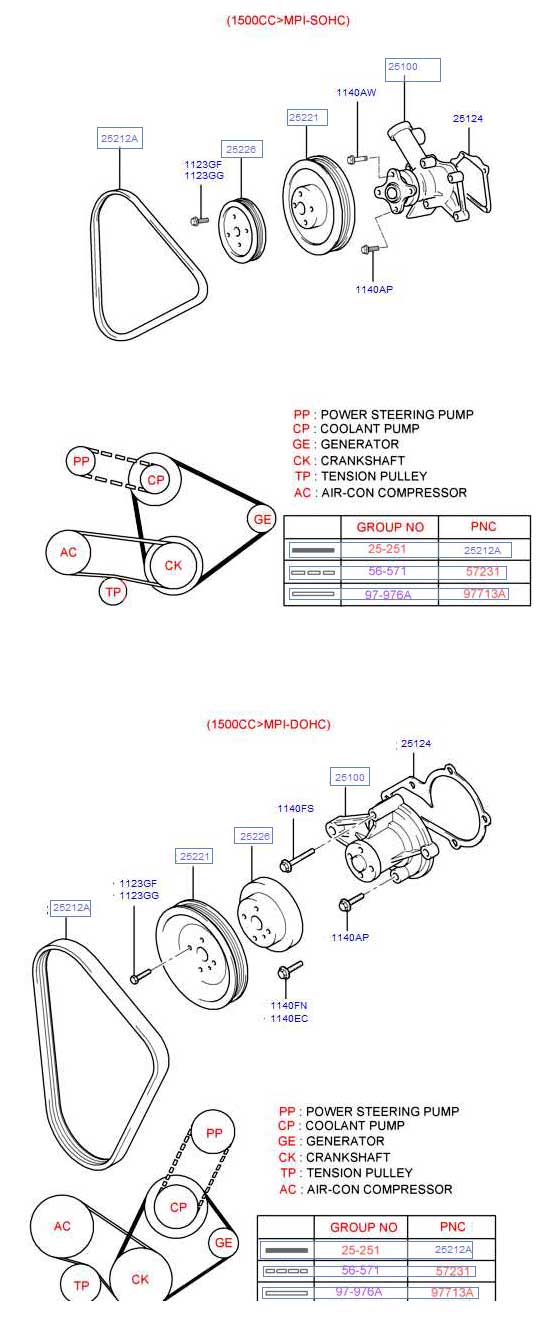 (1500CC>MPI-SOHC)
25100
1140AW
25221
25124
25212A
25226
1123GF
1123GG
1140AP
PP : POWER STEERING PUMP
CP : COOLANT PUMP
GE : GENERATOR
CK : CRANKSHAFT
TP : TENSION PULLEY
AC : AIR-CON COMPRESSOR
PP
CP
GE
AC
CK
TP
GROUP NO PNC
25-251 25212A
56-571 57231
97-976A 97713A
(1500CC>MPI-DOHC)
25124
25100
1140FS
25226
25221
1123GF
1123GG
25212A
1140AP
1140FN
1140EC
PP : POWER STEERING PUMP
CP : COOLANT PUMP
GE : GENERATOR
CK : CRANKSHAFT
TP : TENSION PULLEY
AC : AIR-CON COMPRESSOR
PP
CP
AC
GE
CK
TP
GROUP NO PNC
25-251 25212A
56-571 57231
97-976A 97713A